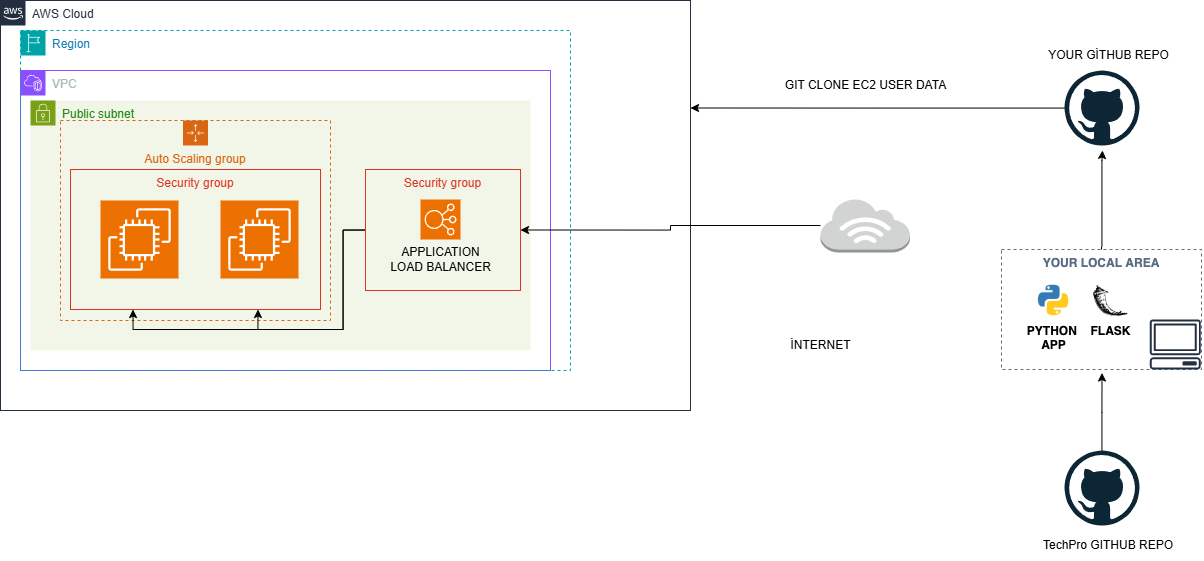 aws
AWS Cloud
Region
VPC
Public subnet
Auto Scaling group
Security group
Security group
APPLICATION
LOAD BALANCER
GIT CLONE EC2 USER DATA
YOUR GİTHUB REPO
İNTERNET
YOUR LOCAL AREA
PYTHON
APP
FLASK
TechPro GITHUB REPO